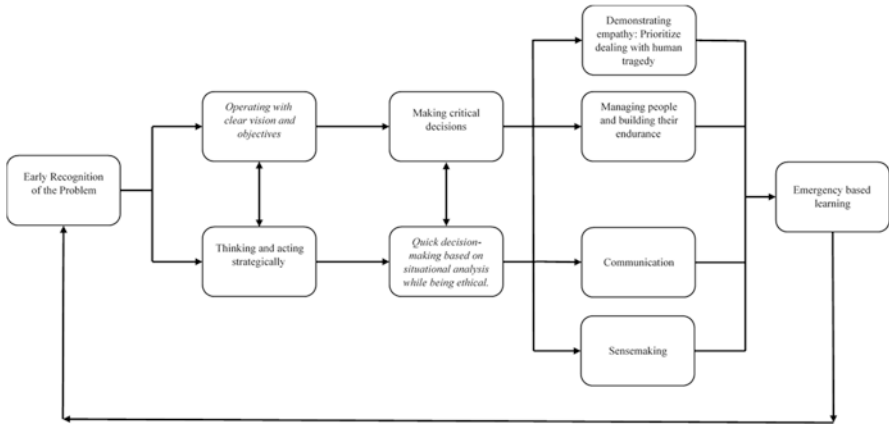 Demonstrating
empathy: Prioritize
dealing with human
tragedy
Operating with
clear vision and
objectives
Making critical
decisions
Managing people
and building their
endurance
Early Recognition
of the Problem
Emergency based
learning
Thinking and acting
strategically
Quick decision-
making based on
situational analysis
while being ethical.
Communication
Sensemaking